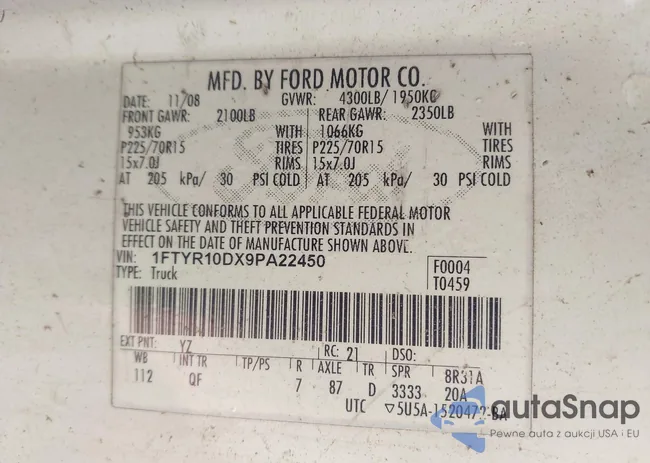 MFD. BY FORD MOTOR CO.
DATE: 11/08 GVWR: 4300LB/ 1950KG
FRONT GAWR: 2100LB REAR GAWR: 2350LB
953KG WITH 1066KG WITH
P225/70R15 TIRES P225/70R15 TIRES
15x7.0J RIMS 15x7.0J RIMS
AT 205 kPa/ 30 PSI COLD AT 205 kPa/ 30 PSI COLD
THIS VEHICLE CONFORMS TO ALL APPLICABLE FEDERAL MOTOR
VEHICLE SAFETY AND THEFT PREVENTION STANDARDS IN
EFFECT ON THE DATE OF MANUFACTURE SHOWN ABOVE.
VIN: 1FTYR10DX9PA22450 F0004
TYPE: Truck T0459
EXT PNT: YZ RC: 21 DSO:
WB INT TR TP/PS R AXLE TR SPR 8R31A
112 QF 7 87 D 3333 20A
UTC ▽5U5A-1520472-BA
autoSnap
Pewne auta z aukcji USA i EU